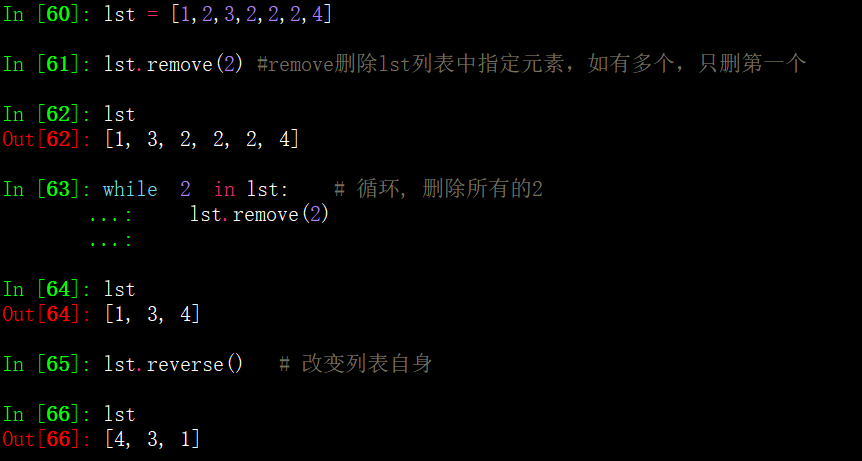 In [60]: lst = [1,2,3,2,2,2,4]
In [61]: lst.remove(2) #remove删除lst列表中指定元素，如有多个，只删第一个
In [62]: lst
Out[62]: [1, 3, 2, 2, 2, 4]
In [63]: while  2  in lst:    # 循环, 删除所有的2
...:     lst.remove(2)
...:
In [64]: lst
Out[64]: [1, 3, 4]
In [65]: lst.reverse()   # 改变列表自身
In [66]: lst
Out[66]: [4, 3, 1]